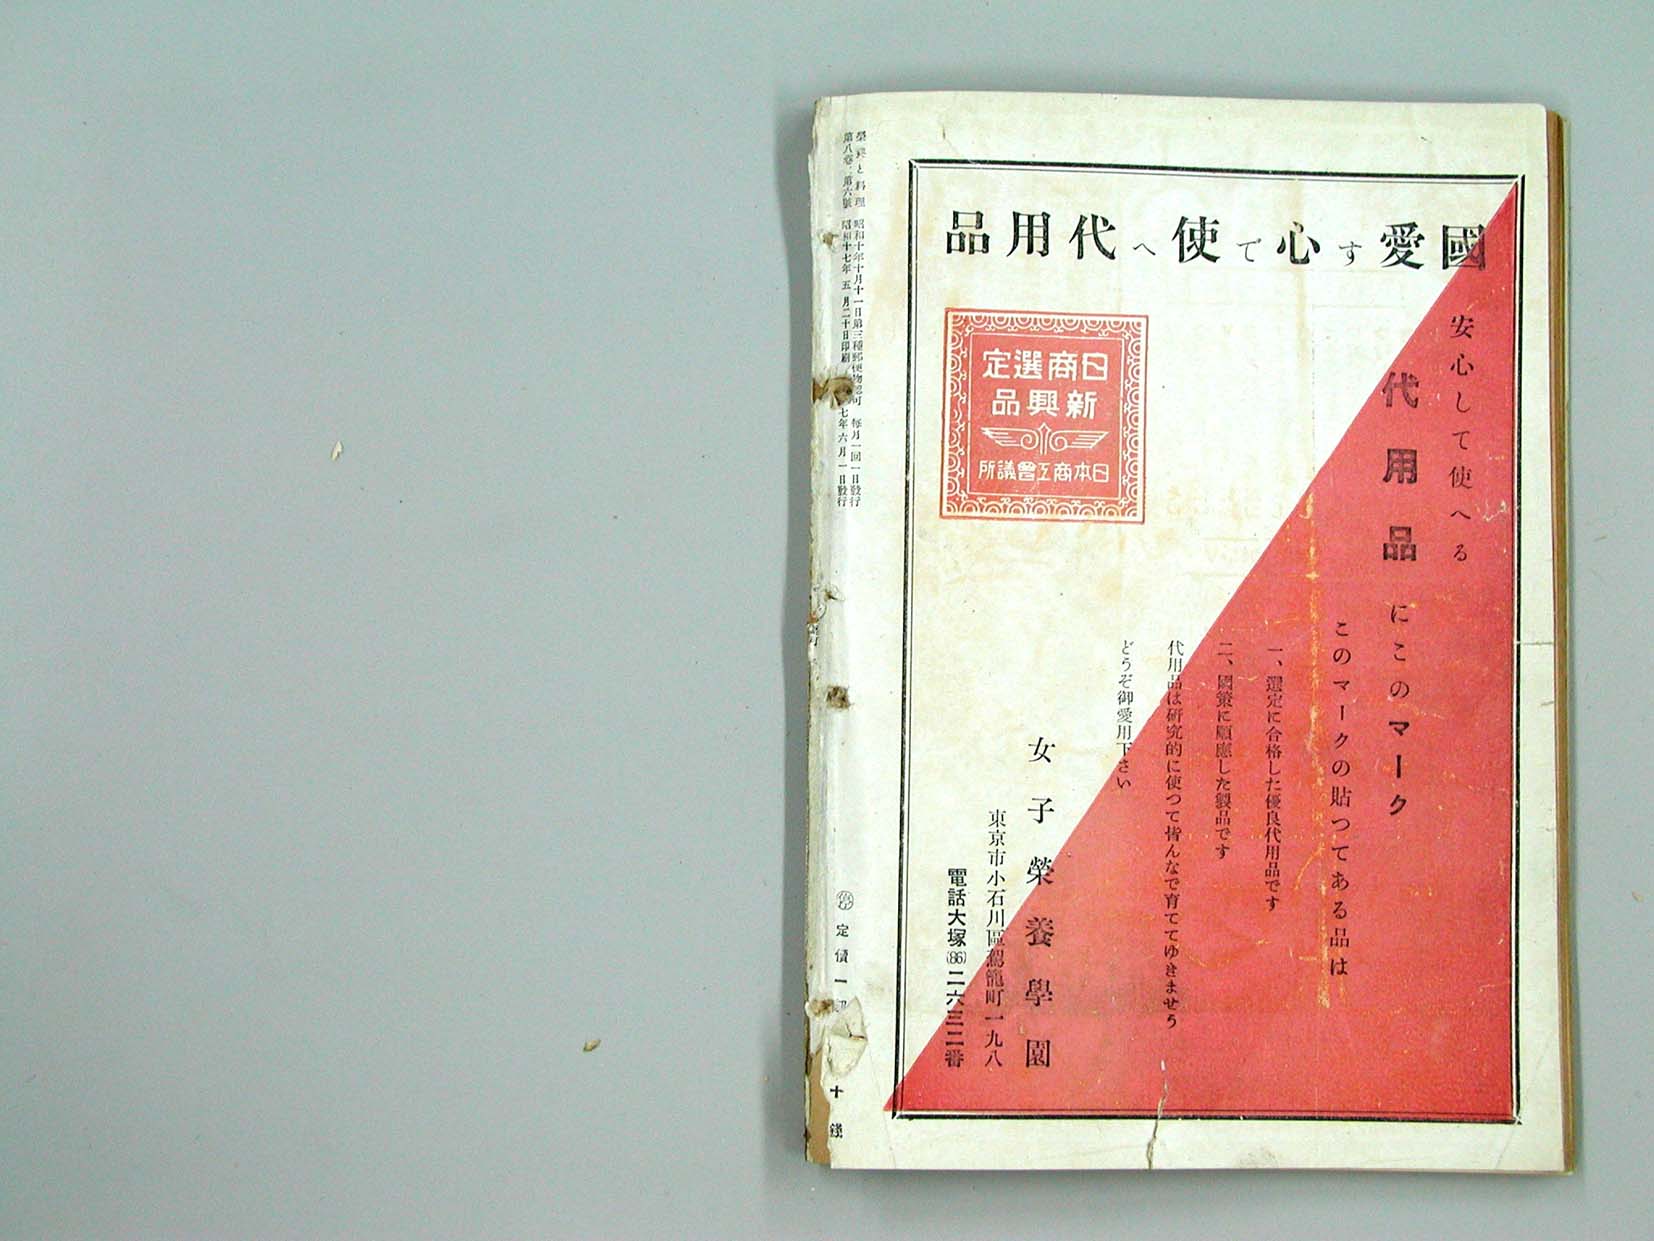 國愛す心で使へ代用品
安心して使へる
代用品にこのマーク
このマークの貼つてある品は
一、選定に合格した優良代用品です
二、國策に順應した製品です
代用品は研究的に使つて皆んなで育ててゆきませう
どうぞ御愛用下さい
日商選定
新興品
日本商工會議所
女子榮養學園
東京市小石川區駕籠町一九八
電話大塚(86)二六三二番
榮養と料理 昭和十年十月十一日第三種郵便物認可 毎月一回一日發行
第八卷、第六號 昭和十七年五月二十日印刷 七年六月一日發行
停 定價一部 十錢